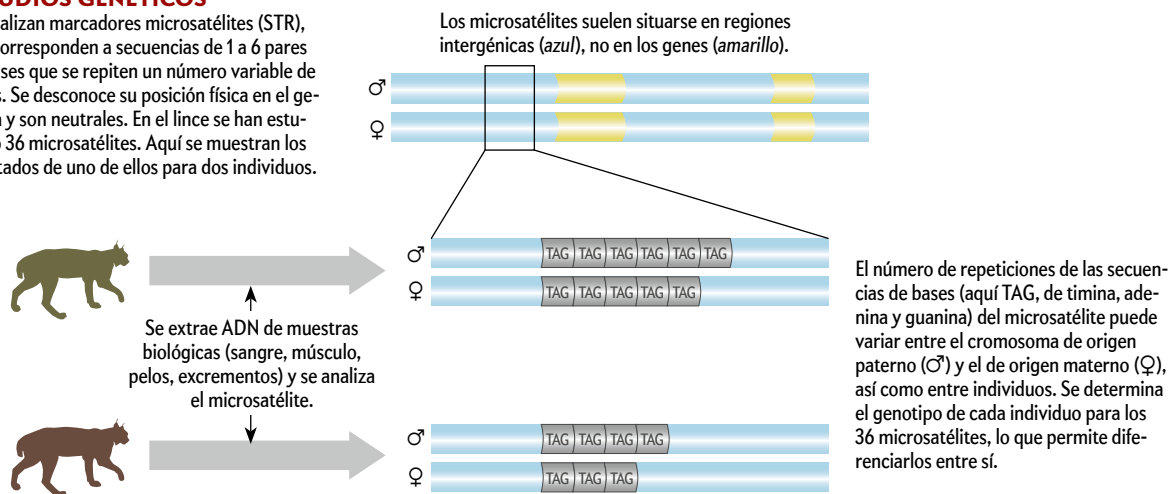 UDIOS GENÉTICOS
alizan marcadores microsatélites (STR),
orresponden a secuencias de 1 a 6 pares
ses que se repiten un número variable de
s. Se desconoce su posición física en el ge-
y son neutrales. En el lince se han estu-
36 microsatélites. Aquí se muestran los
tados de uno de ellos para dos individuos.
Los microsatélites suelen situarse en regiones
intergénicas (azul), no en los genes (amarillo).
♂
♀
♂ TAG TAG TAG TAG TAG TAG
♀ TAG TAG TAG TAG TAG
Se extrae ADN de muestras
biológicas (sangre, músculo,
pelos, excrementos) y se analiza
el microsatélite.
♂ TAG TAG TAG TAG
♀ TAG TAG TAG
El número de repeticiones de las secuen-
cias de bases (aquí TAG, de timina, ade-
nina y guanina) del microsatélite puede
variar entre el cromosoma de origen
paterno (♂) y el de origen materno (♀),
así como entre individuos. Se determina
el genotipo de cada individuo para los
36 microsatélites, lo que permite dife-
renciarlos entre sí.